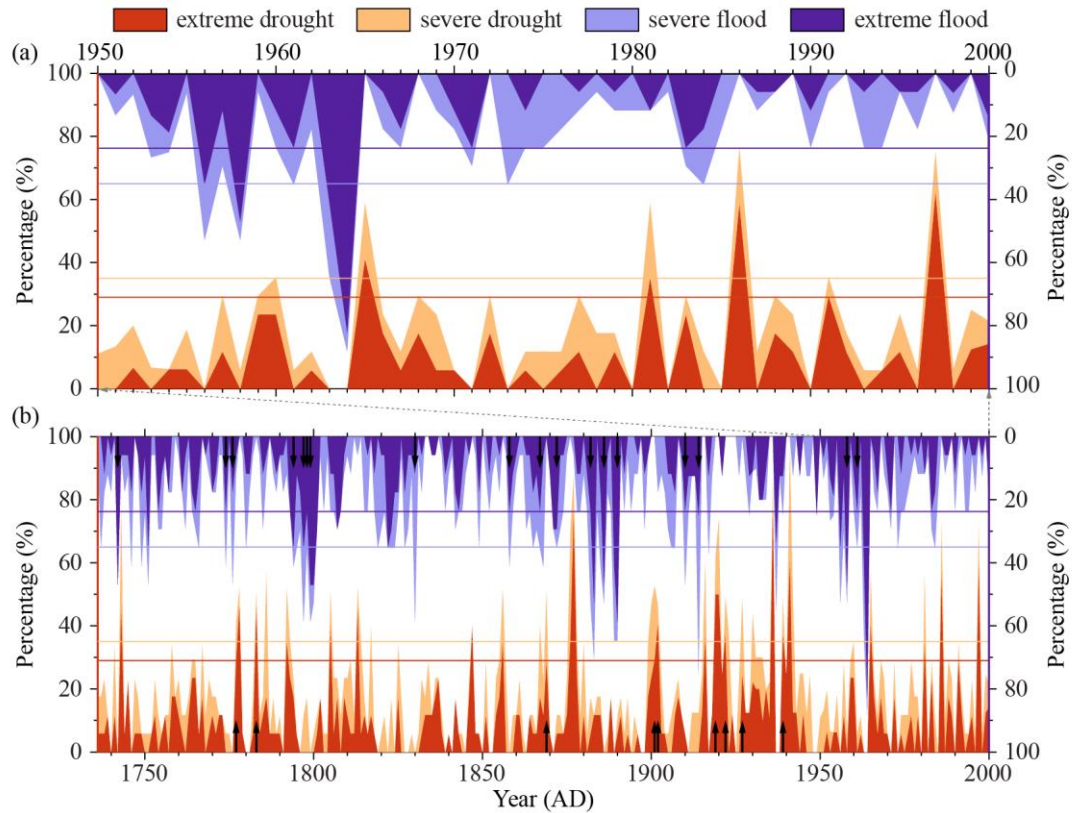 extreme drought severe drought severe flood extreme flood
(a) 1950 1960 1970 1980 1990 2000
100 0
80 20
60 40
40 60
20 80
0 100
Percentage (%) Percentage (%)
(b)
100 0
80 20
60 40
40 60
20 80
0 100
Percentage (%) Percentage (%)
1750 1800 1850 1900 1950 2000
Year (AD)